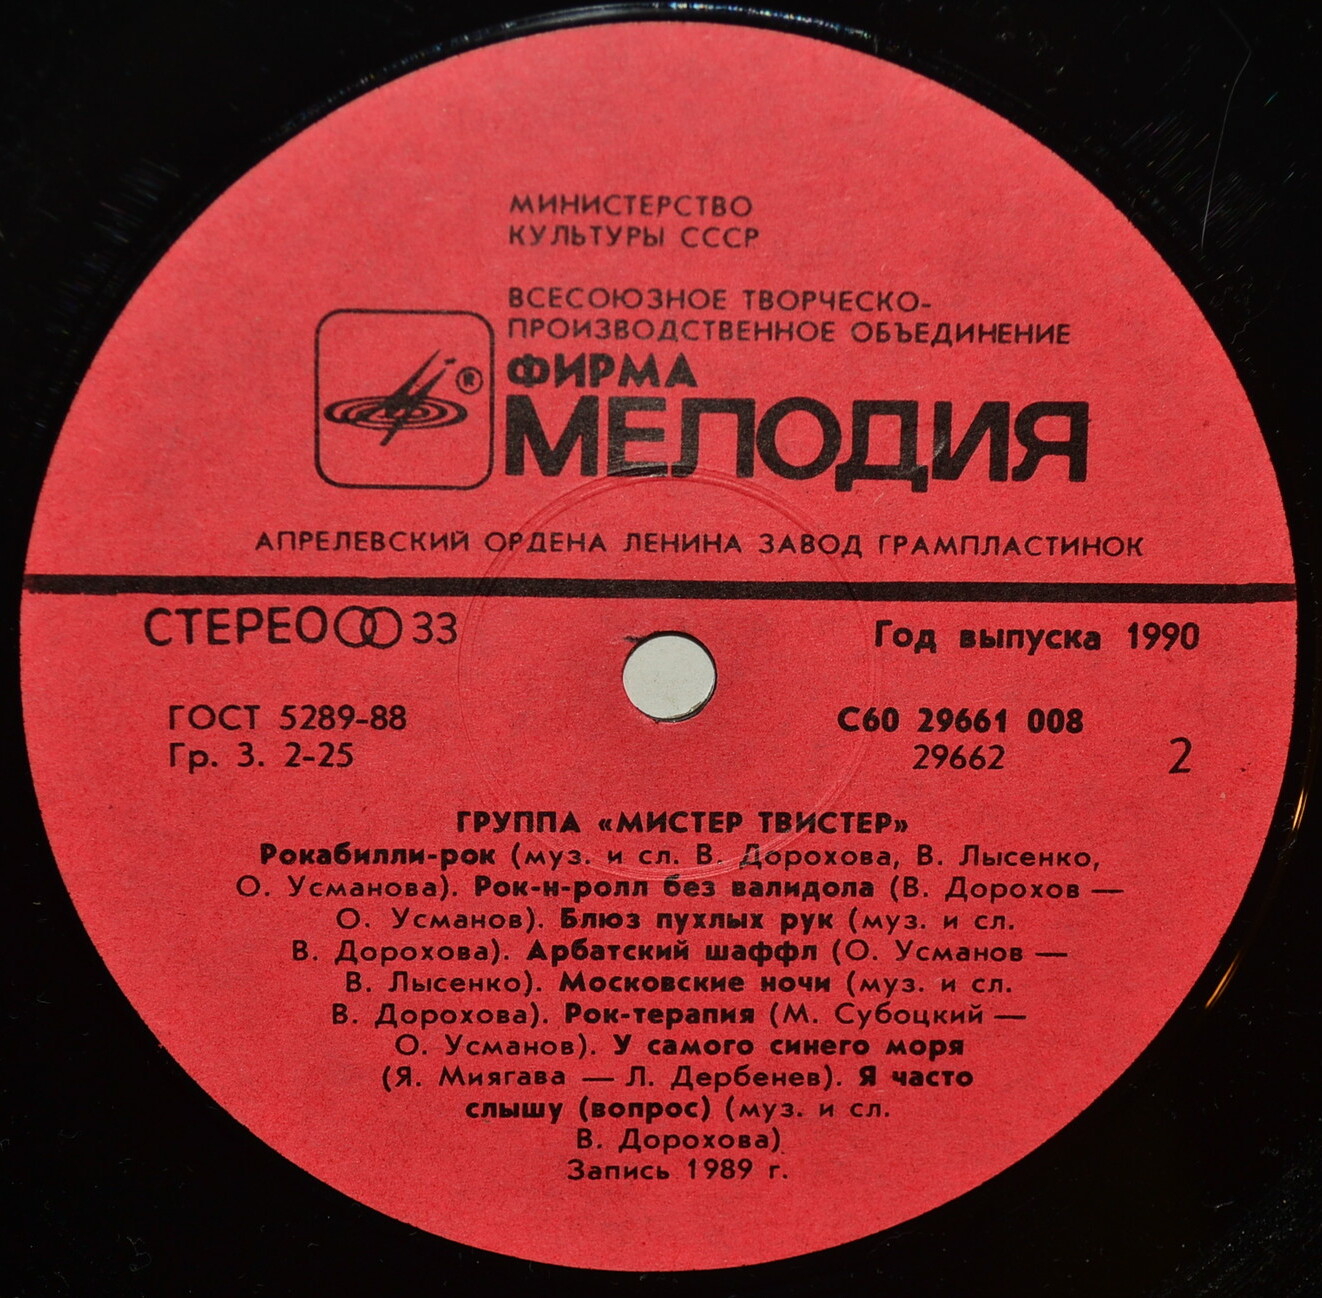 МИНИСТЕРСТВО
КУЛЬТУРЫ СССР
ВСЕСОЮЗНОЕ ТВОРЧЕСКО-
ПРОИЗВОДСТВЕННОЕ ОБЪЕДИНЕНИЕ
ФИРМА
®
МЕЛОДИЯ
АПРЕЛЕВСКИЙ ОРДЕНА ЛЕНИНА ЗАВОД ГРАМПЛАСТИНОК
СТЕРЕО 33
Год выпуска 1990
ГОСТ 5289-88
Гр. 3. 2-25
С60 29661 008
29662
2
ГРУППА «МИСТЕР ТВИСТЕР»
Рокабилли-рок (муз. и сл. В. Дорохова, В. Лысенко,
О. Усманова). Рок-н-ролл без валидола (В. Дорохов —
О. Усманов). Блюз пухлых рук (муз. и сл.
В. Дорохова). Арбатский шаффл (О. Усманов —
В. Лысенко). Московские ночи (муз. и сл.
В. Дорохова). Рок-терапия (М. Субоцкий —
О. Усманов). У самого синего моря
(Я. Миягава — Л. Дербенев). Я часто
слышу (вопрос) (муз. и сл.
В. Дорохова)
Запись 1989 г.